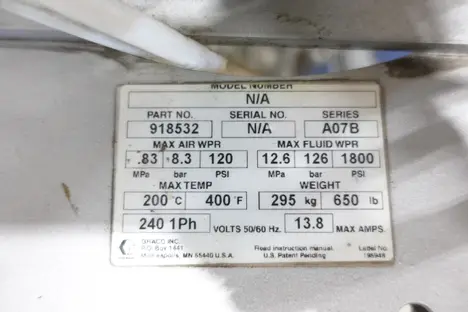 MODEL NUMBER
N/A
PART NO. SERIAL NO. SERIES
918532 N/A A07B
MAX AIR WPR MAX FLUID WPR
.83 8.3 120 12.6 126 1800
MPa bar PSI MPa bar PSI
MAX TEMP WEIGHT
200 °C 400 °F 295 kg 650 lb
240 1Ph VOLTS 50/60 Hz. 13.8 MAX AMPS.
GRACO INC. Read instruction manual. Label No.
P.O. Box 1441 U.S. Patent Pending
Minneapolis, MN 55440 U.S.A.